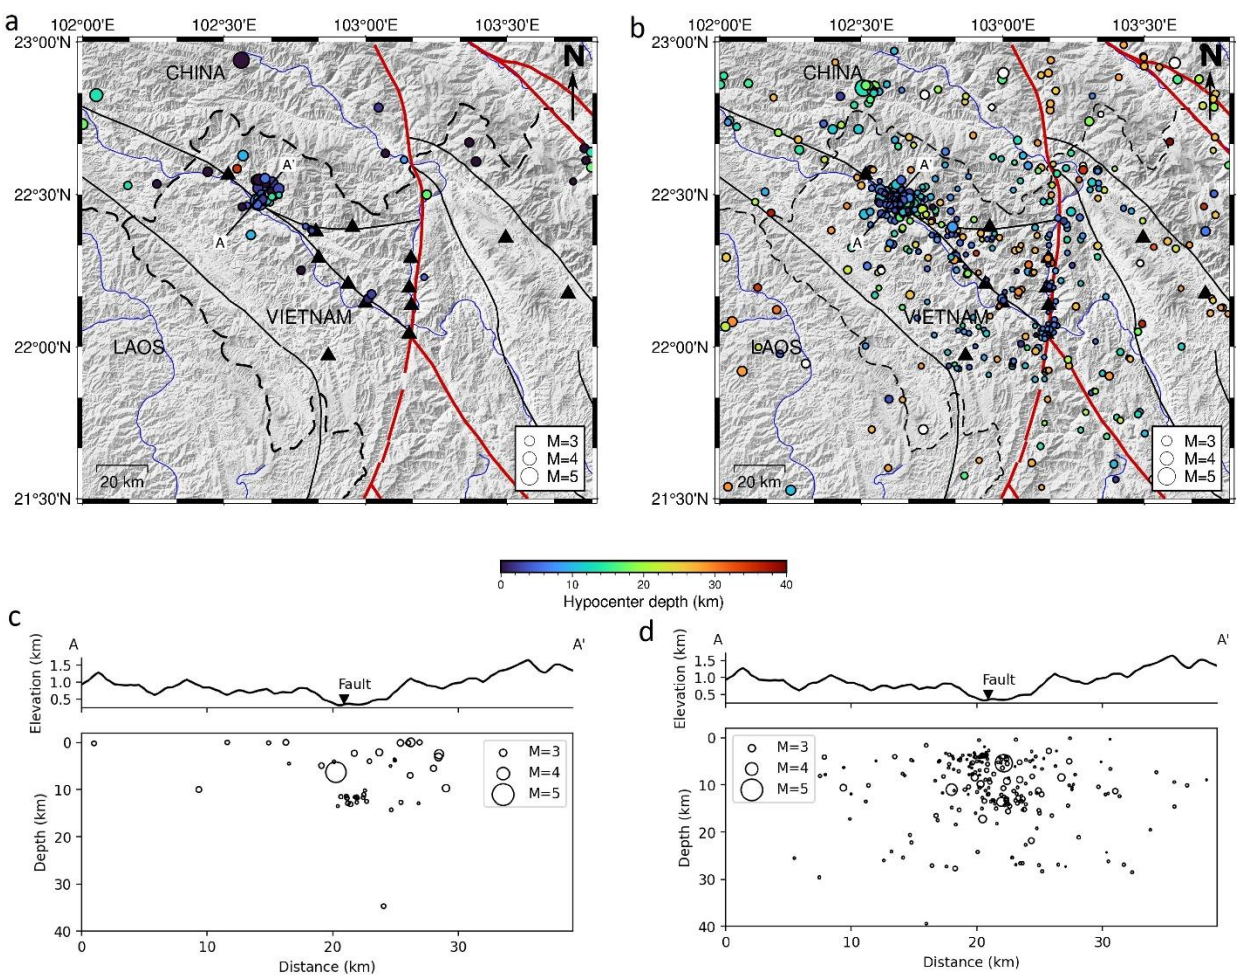 a
102°00'E 102°30'E 103°00'E 103°30'E
23°00'N
22°30'N
22°00'N
21°30'N
CHINA
N
A'
A
VIETNAM
LAOS
20 km
M=3
M=4
M=5
b
102°00'E 102°30'E 103°00'E 103°30'E
23°00'N
22°30'N
22°00'N
21°30'N
CHINA
N
A'
A
VIETNAM
LAOS
20 km
M=3
M=4
M=5
0 10 20 30 40
Hypocenter depth (km)
c
A A'
Elevation (km)
1.5
1.0
0.5
Fault
Depth (km)
0
10
20
30
40
M=3
M=4
M=5
0 10 20 30
Distance (km)
d
A A'
Elevation (km)
1.5
1.0
0.5
Fault
Depth (km)
0
10
20
30
40
M=3
M=4
M=5
0 10 20 30
Distance (km)